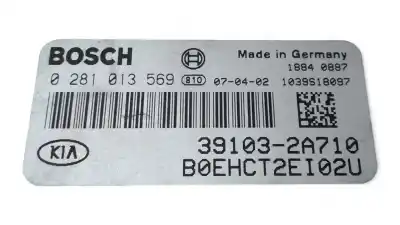 BOSCH
Made in Germany
1884 0887
0 281 013 569 810 07-04-02 1039S18097
KIA
39103-2A710
B0EHCT2EI02U